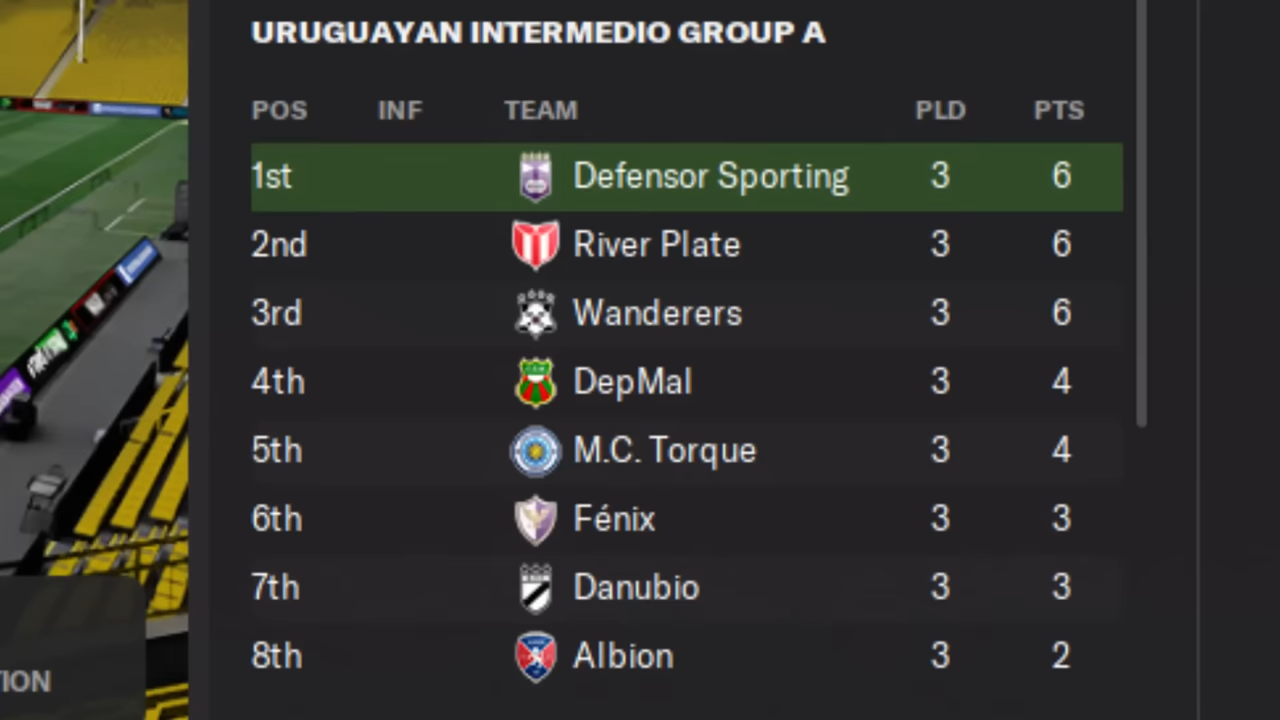 URUGUAYAN INTERMEDIO GROUP A
POS INF TEAM PLD PTS
1st Defensor Sporting 3 6
2nd River Plate 3 6
3rd Wanderers 3 6
4th DepMal 3 4
5th M.C. Torque 3 4
6th Fénix 3 3
7th Danubio 3 3
8th Albion 3 2
TION